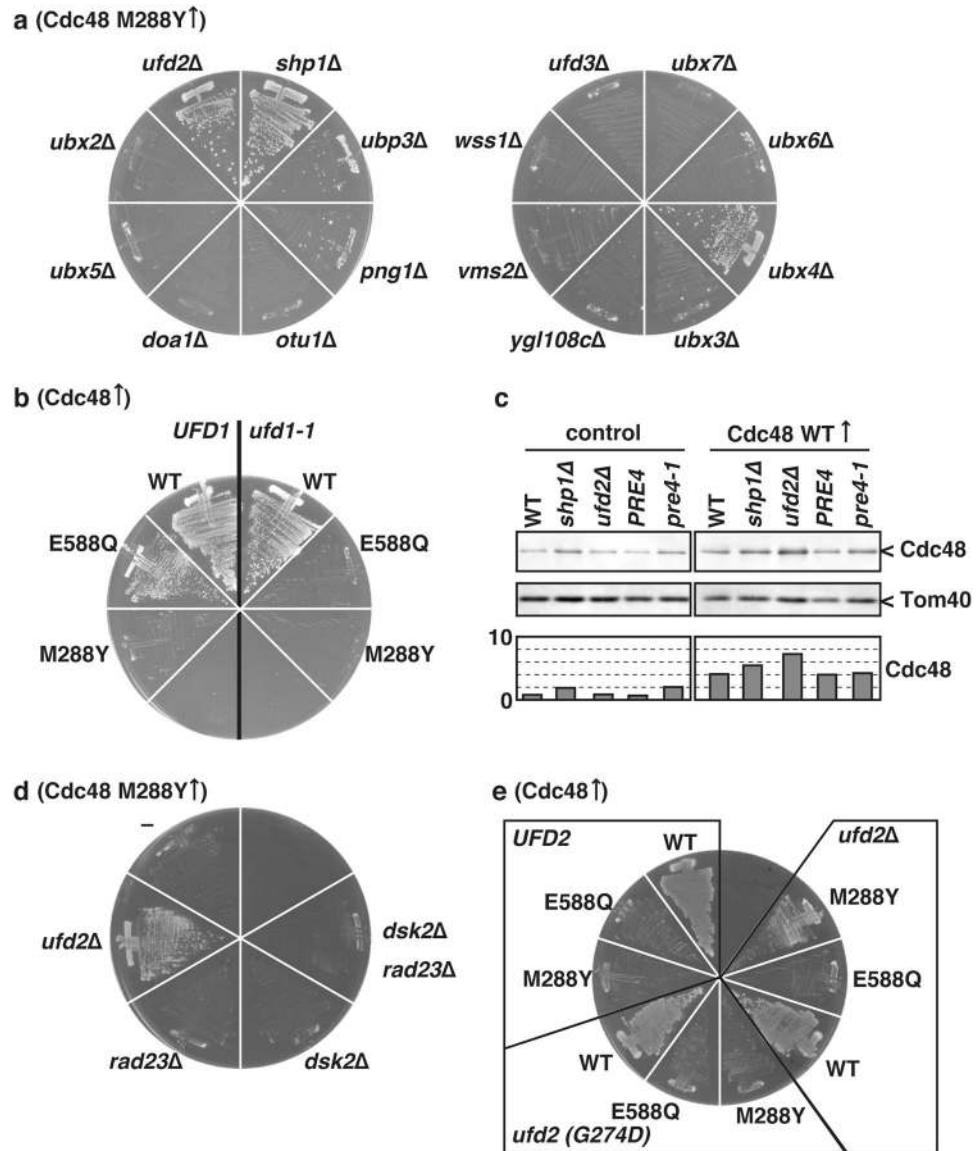 a (Cdc48 M288Y↑)
ufd2Δ shp1Δ ufd3Δ ubx7Δ
ubx2Δ ubp3Δ wss1Δ ubx6Δ
ubx5Δ png1Δ vms2Δ ubx4Δ
doa1Δ otu1Δ ygl108cΔ ubx3Δ
b (Cdc48↑)
UFD1 ufd1-1
WT WT
E588Q E588Q
M288Y M288Y
c
control Cdc48 WT ↑
WT shp1Δ ufd2Δ PRE4 pre4-1 WT shp1Δ ufd2Δ PRE4 pre4-1
< Cdc48
< Tom40
10
Cdc48
0
d (Cdc48 M288Y↑)
–
ufd2Δ dsk2Δ
rad23Δ
rad23Δ dsk2Δ
e (Cdc48↑)
UFD2 WT ufd2Δ
E588Q M288Y
M288Y E588Q
WT WT
E588Q M288Y
ufd2 (G274D)